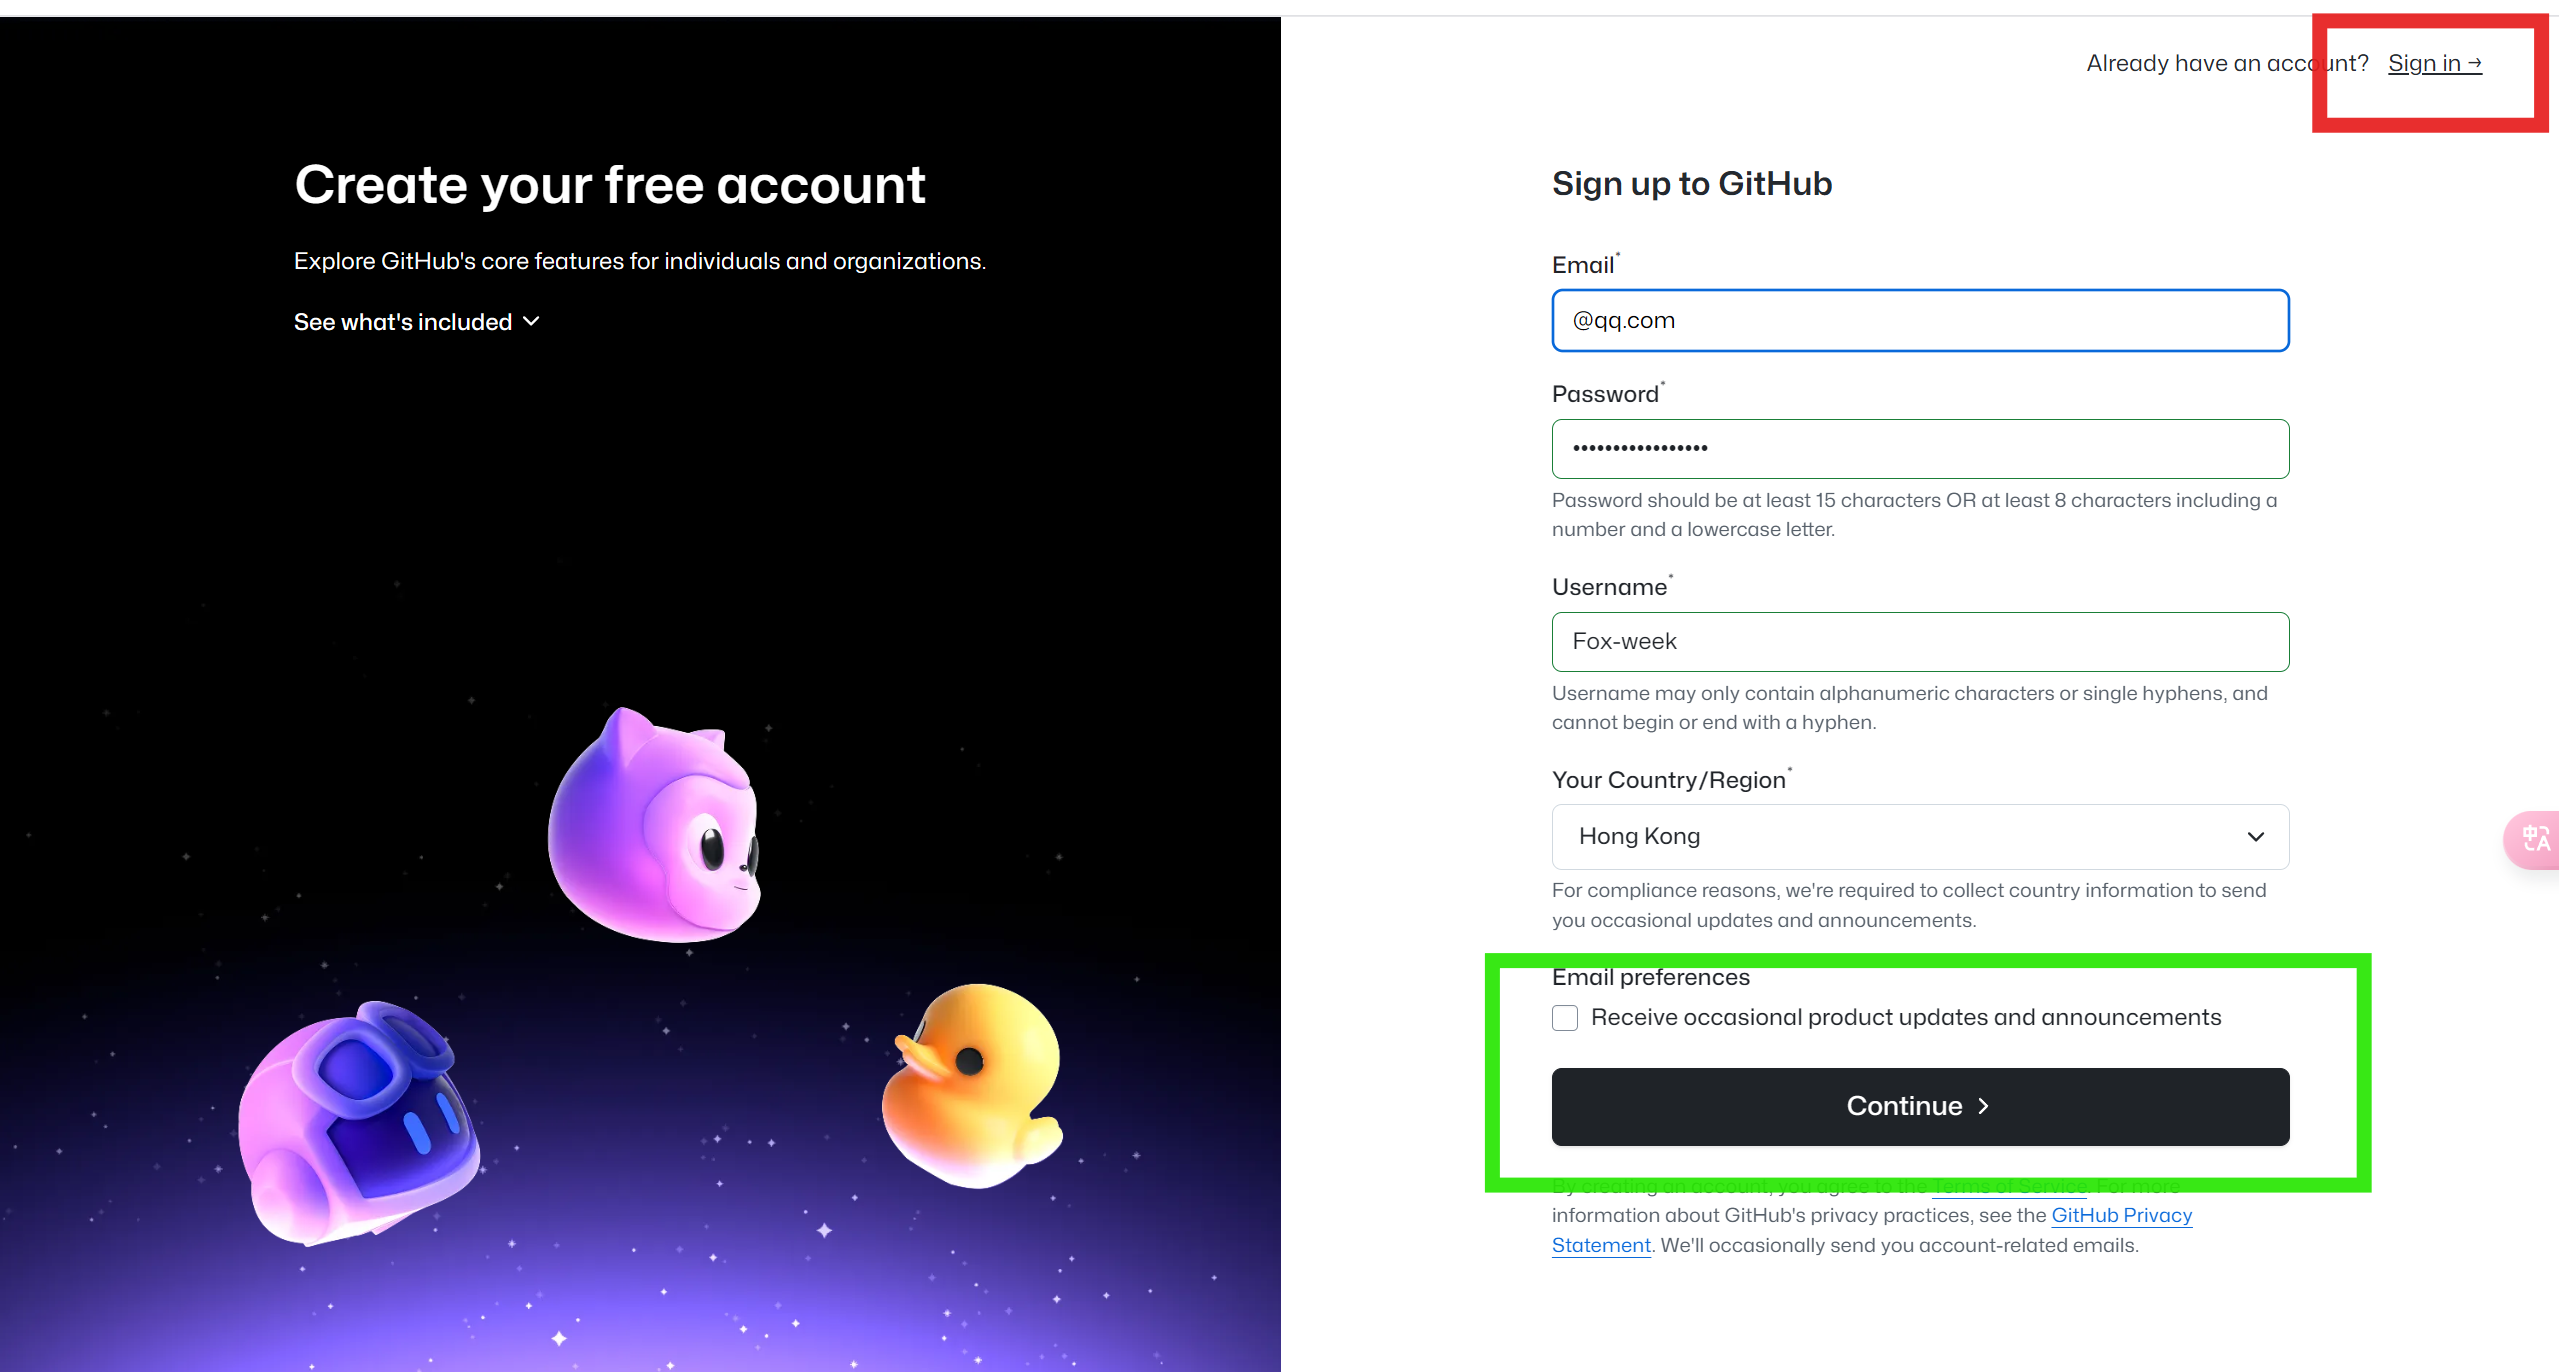 Already have an account? Sign in →
Create your free account
Explore GitHub's core features for individuals and organizations.
See what's included
Sign up to GitHub
Email*
@qq.com
Password*
•••••••••••••••••
Password should be at least 15 characters OR at least 8 characters including a
number and a lowercase letter.
Username*
Fox-week
Username may only contain alphanumeric characters or single hyphens, and
cannot begin or end with a hyphen.
Your Country/Region*
Hong Kong
For compliance reasons, we're required to collect country information to send
you occasional updates and announcements.
Email preferences
Receive occasional product updates and announcements
Continue
By creating an account, you agree to the Terms of Service. For more
information about GitHub's privacy practices, see the GitHub Privacy
Statement. We'll occasionally send you account-related emails.
中A